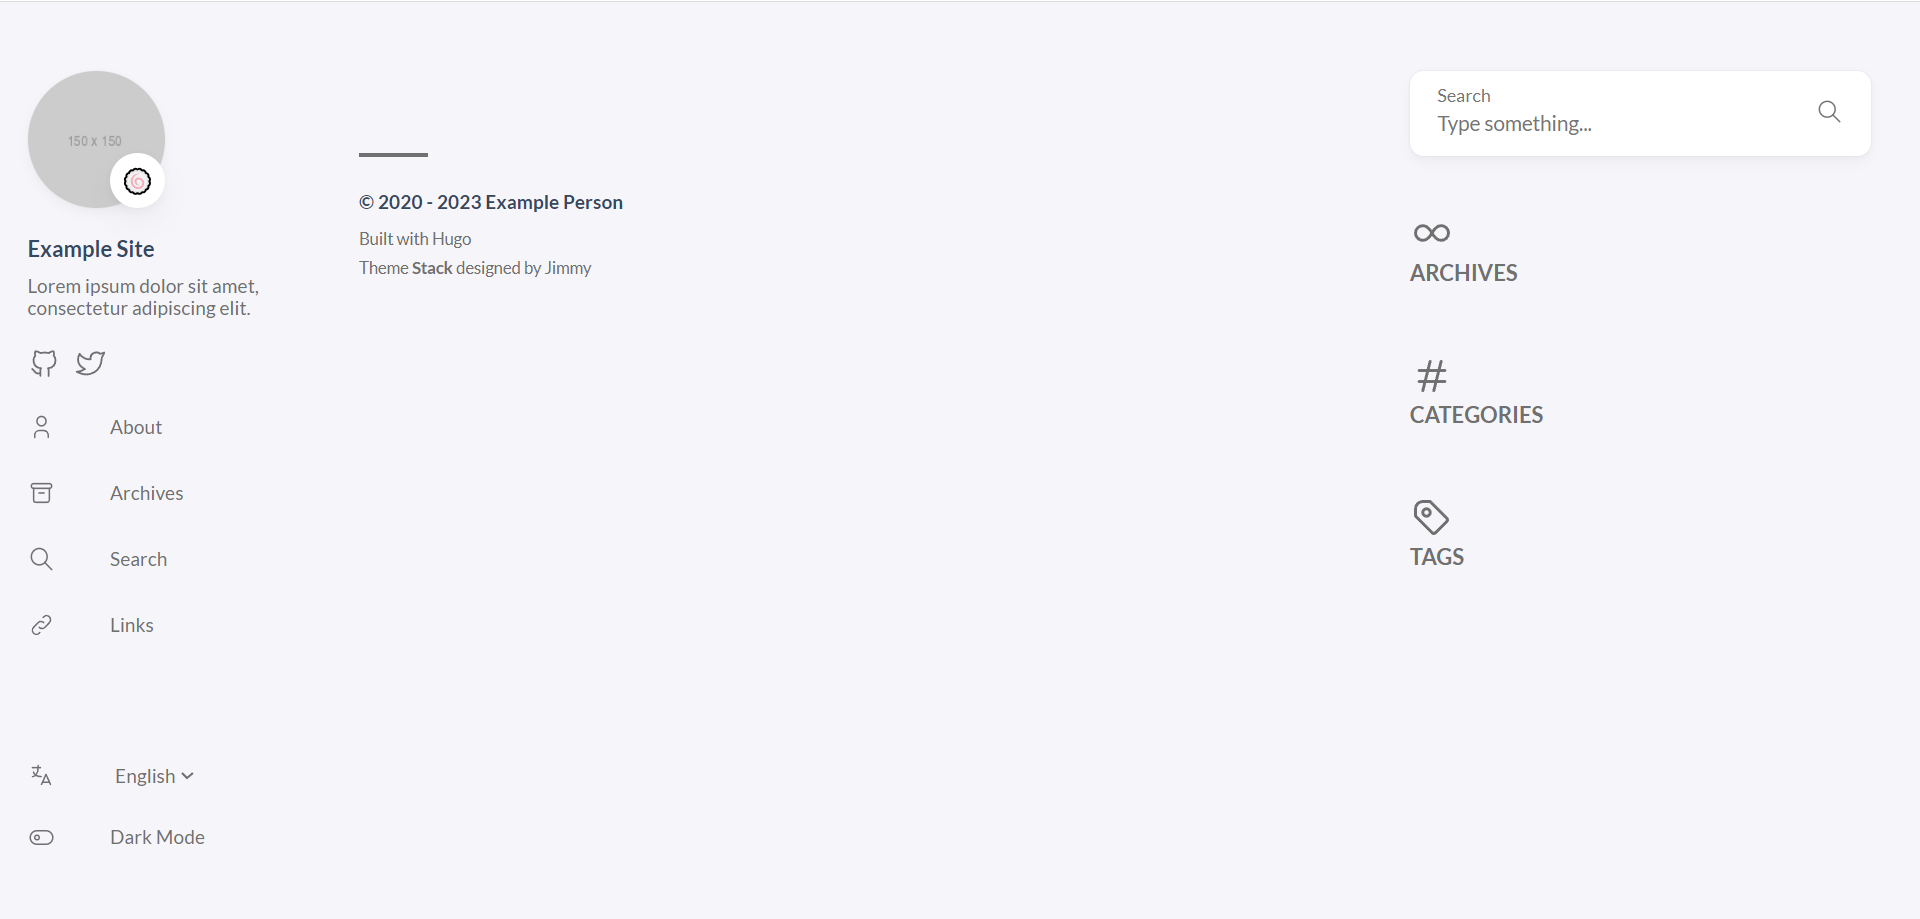 150 x 150
Example Site
Lorem ipsum dolor sit amet,
consectetur adipiscing elit.
About
Archives
Search
Links
English
Dark Mode
© 2020 - 2023 Example Person
Built with Hugo
Theme Stack designed by Jimmy
Search
Type something...
ARCHIVES
CATEGORIES
TAGS